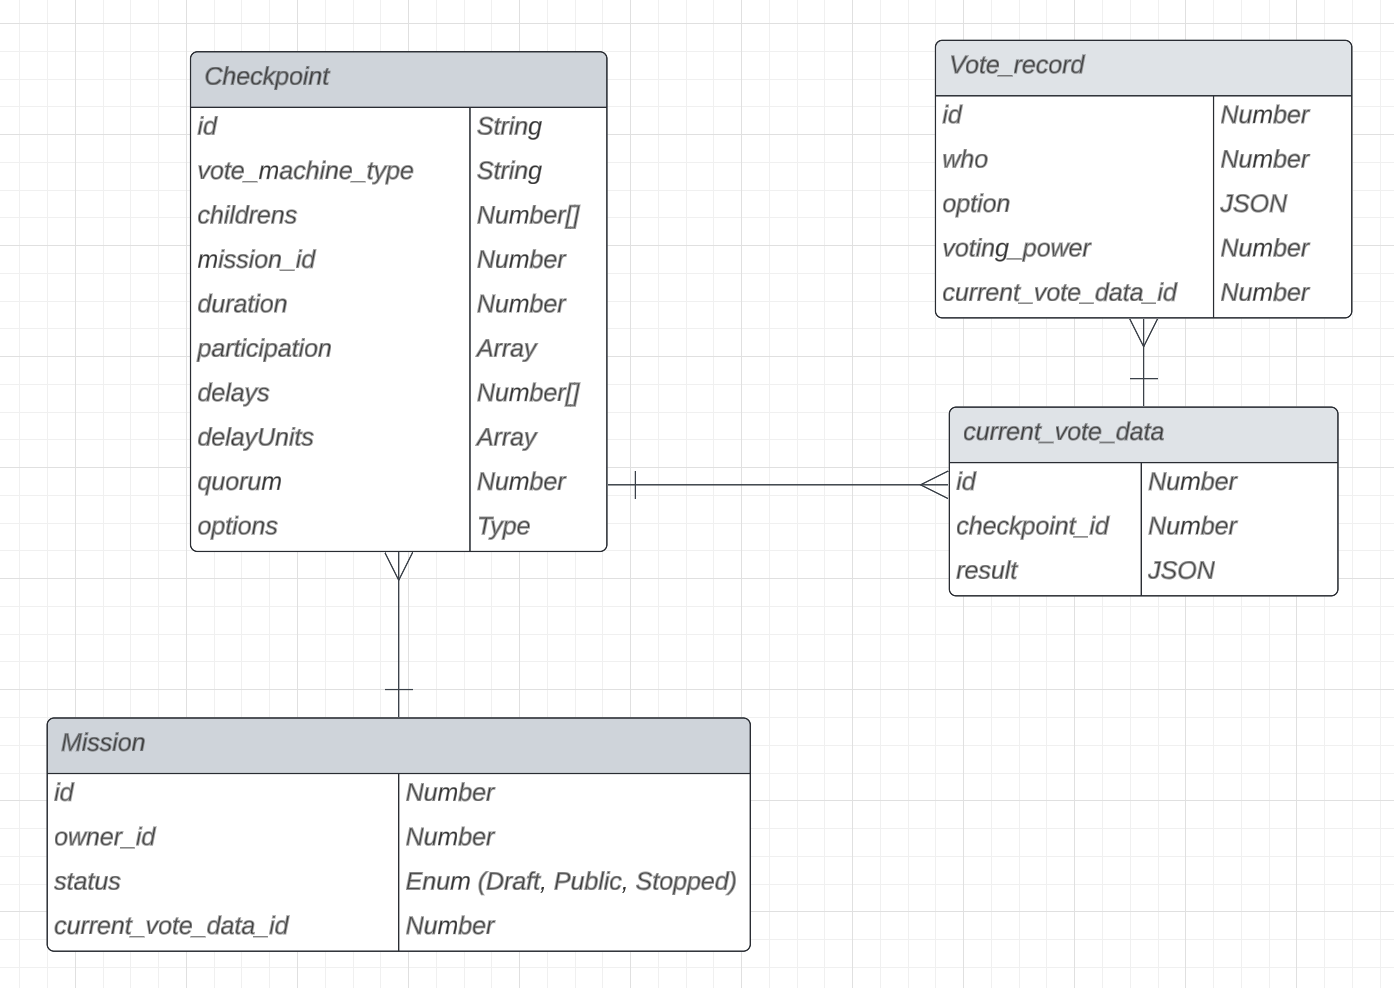 Checkpoint
id String
vote_machine_type String
childrens Number[]
mission_id Number
duration Number
participation Array
delays Number[]
delayUnits Array
quorum Number
options Type
Vote_record
id Number
who Number
option JSON
voting_power Number
current_vote_data_id Number
current_vote_data
id Number
checkpoint_id Number
result JSON
Mission
id Number
owner_id Number
status Enum (Draft, Public, Stopped)
current_vote_data_id Number